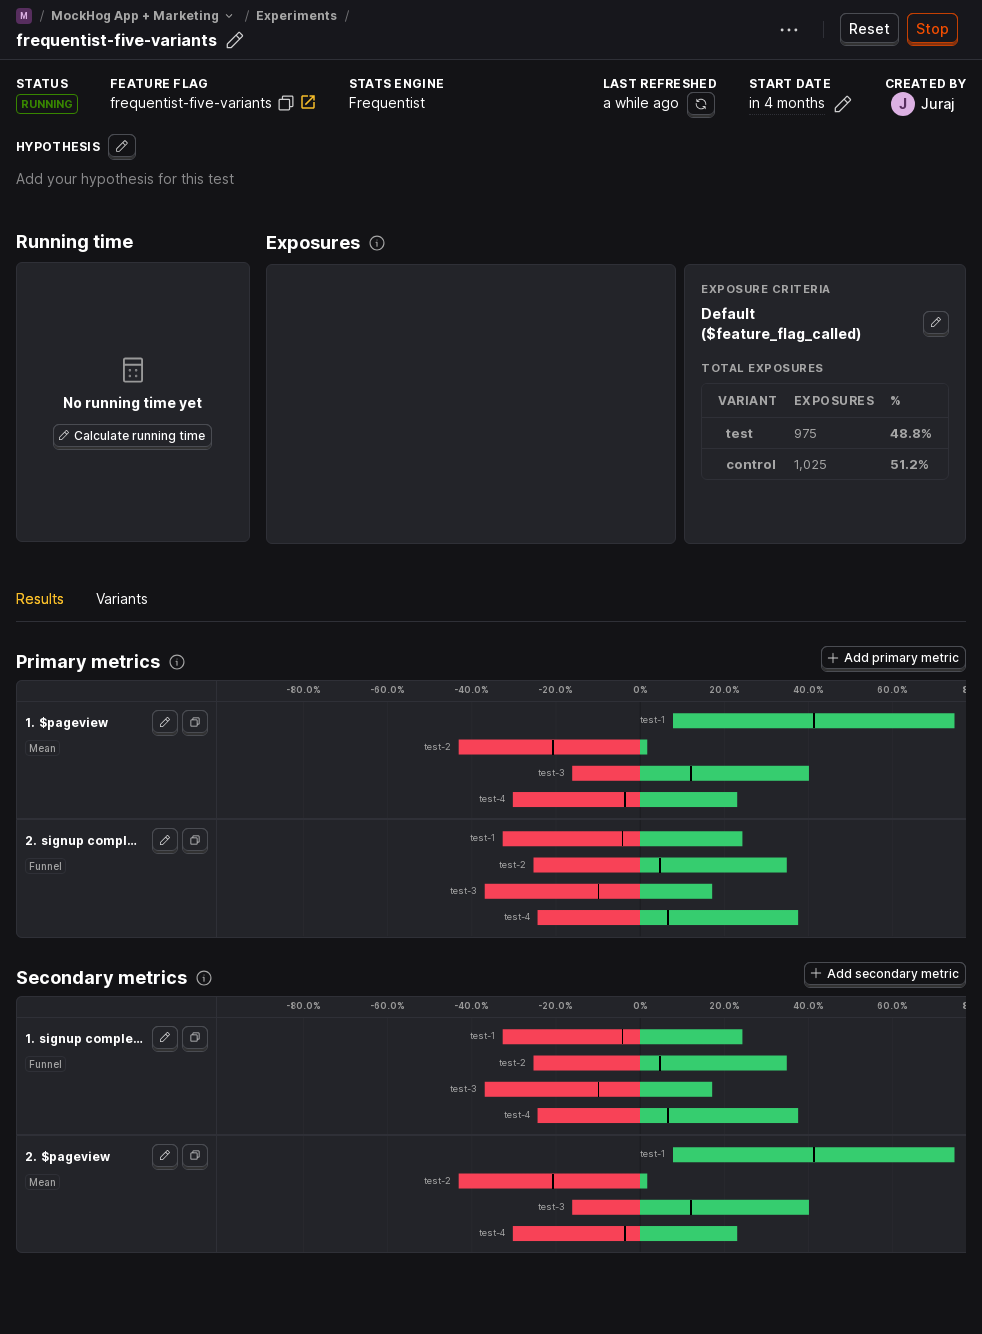 M / MockHog App + Marketing / Experiments /
frequentist-five-variants
Reset
Stop
STATUS
RUNNING
FEATURE FLAG
frequentist-five-variants
STATS ENGINE
Frequentist
LAST REFRESHED
a while ago
START DATE
in 4 months
CREATED BY
J Juraj
HYPOTHESIS
Add your hypothesis for this test
Running time
No running time yet
Calculate running time
Exposures
EXPOSURE CRITERIA
Default
($feature_flag_called)
TOTAL EXPOSURES
VARIANT EXPOSURES %
test 975 48.8%
control 1,025 51.2%
Results Variants
Primary metrics
Add primary metric
-80.0% -60.0% -40.0% -20.0% 0% 20.0% 40.0% 60.0% 8
1. $pageview
Mean
test-1
test-2
test-3
test-4
2. signup compl...
Funnel
test-1
test-2
test-3
test-4
Secondary metrics
Add secondary metric
-80.0% -60.0% -40.0% -20.0% 0% 20.0% 40.0% 60.0% 8
1. signup comple...
Funnel
test-1
test-2
test-3
test-4
2. $pageview
Mean
test-1
test-2
test-3
test-4